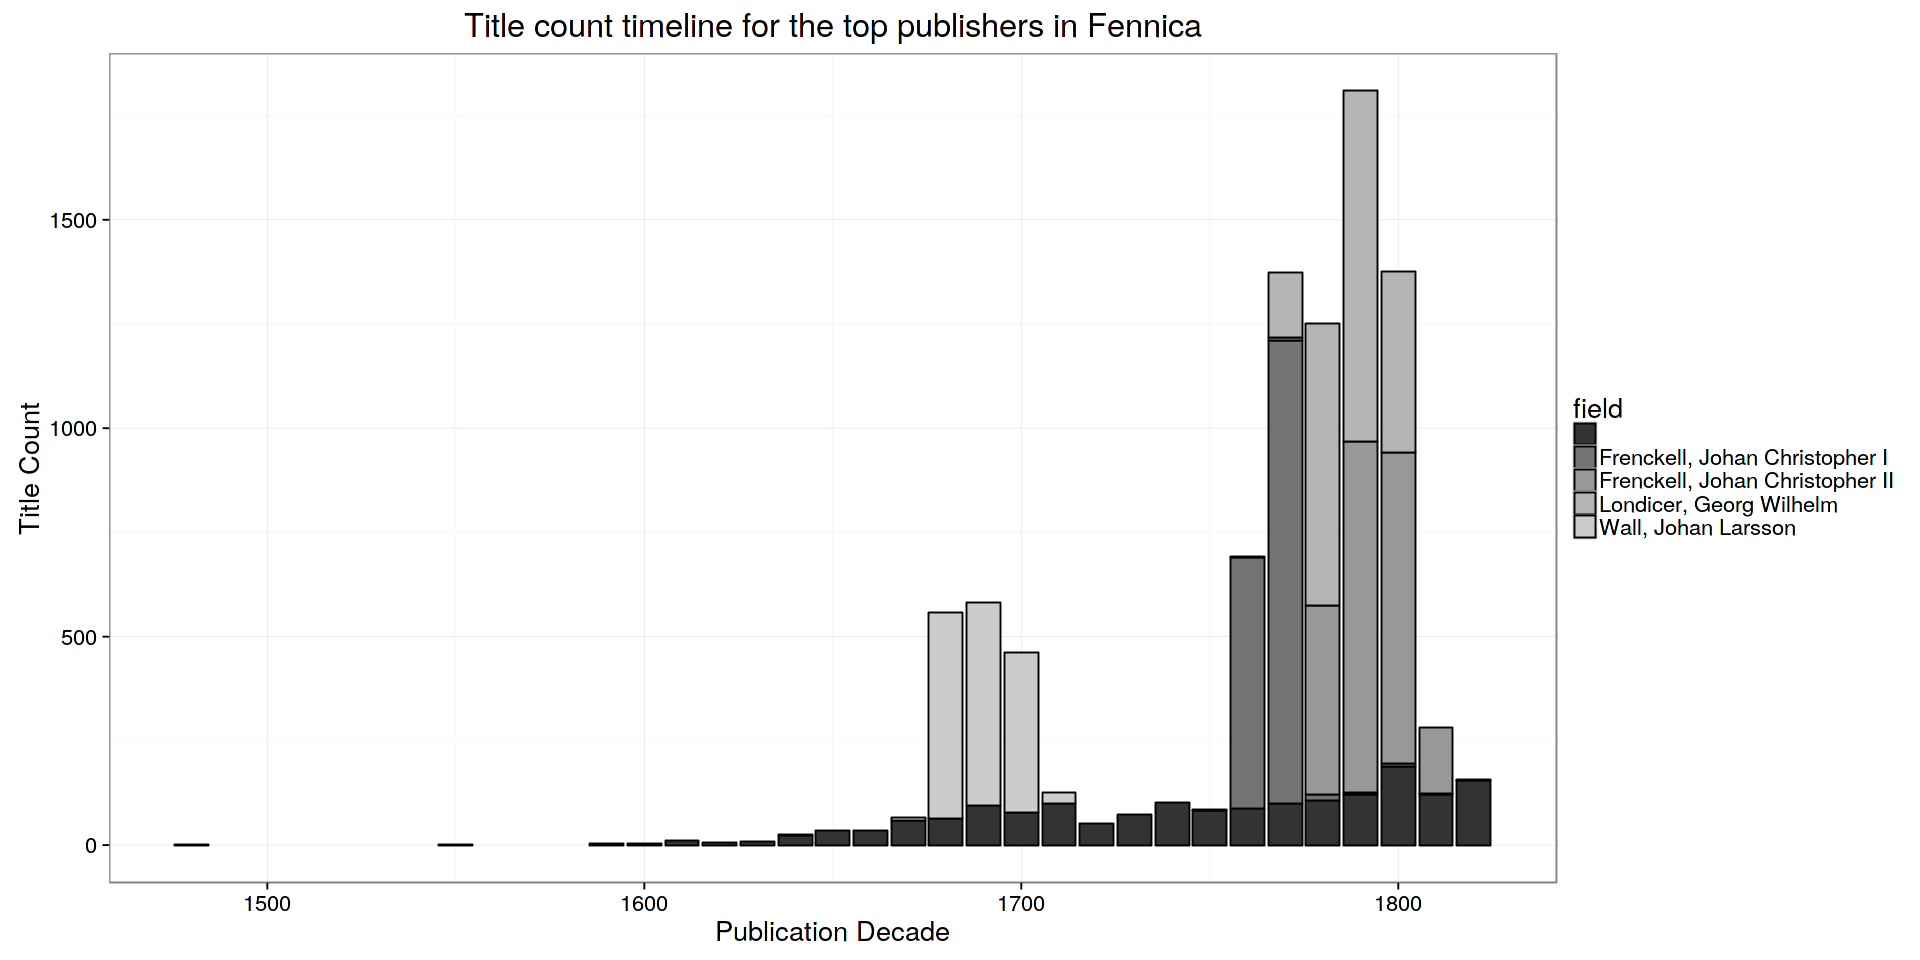 Title count timeline for the top publishers in Fennica
1500
1000
500
0
Title Count
1500
1600
1700
1800
Publication Decade
field
Frenckell, Johan Christopher I
Frenckell, Johan Christopher II
Londicer, Georg Wilhelm
Wall, Johan Larsson